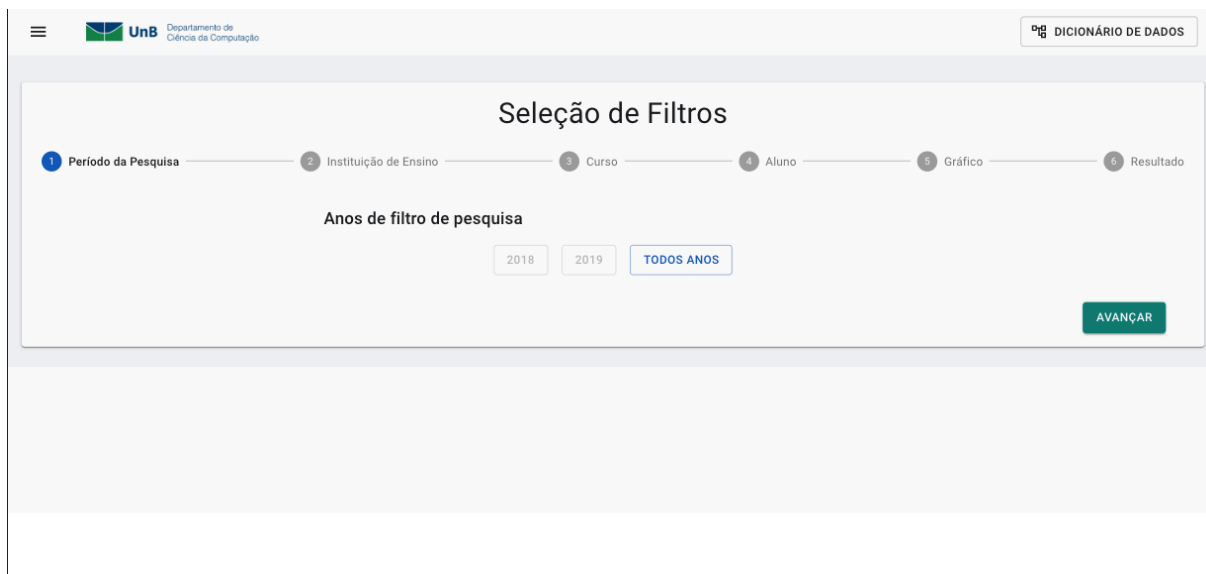 UnB Departamento de
Ciência da Computação
DICIONÁRIO DE DADOS
Seleção de Filtros
1 Período da Pesquisa 2 Instituição de Ensino 3 Curso 4 Aluno 5 Gráfico 6 Resultado
Anos de filtro de pesquisa
2018 2019 TODOS ANOS
AVANÇAR